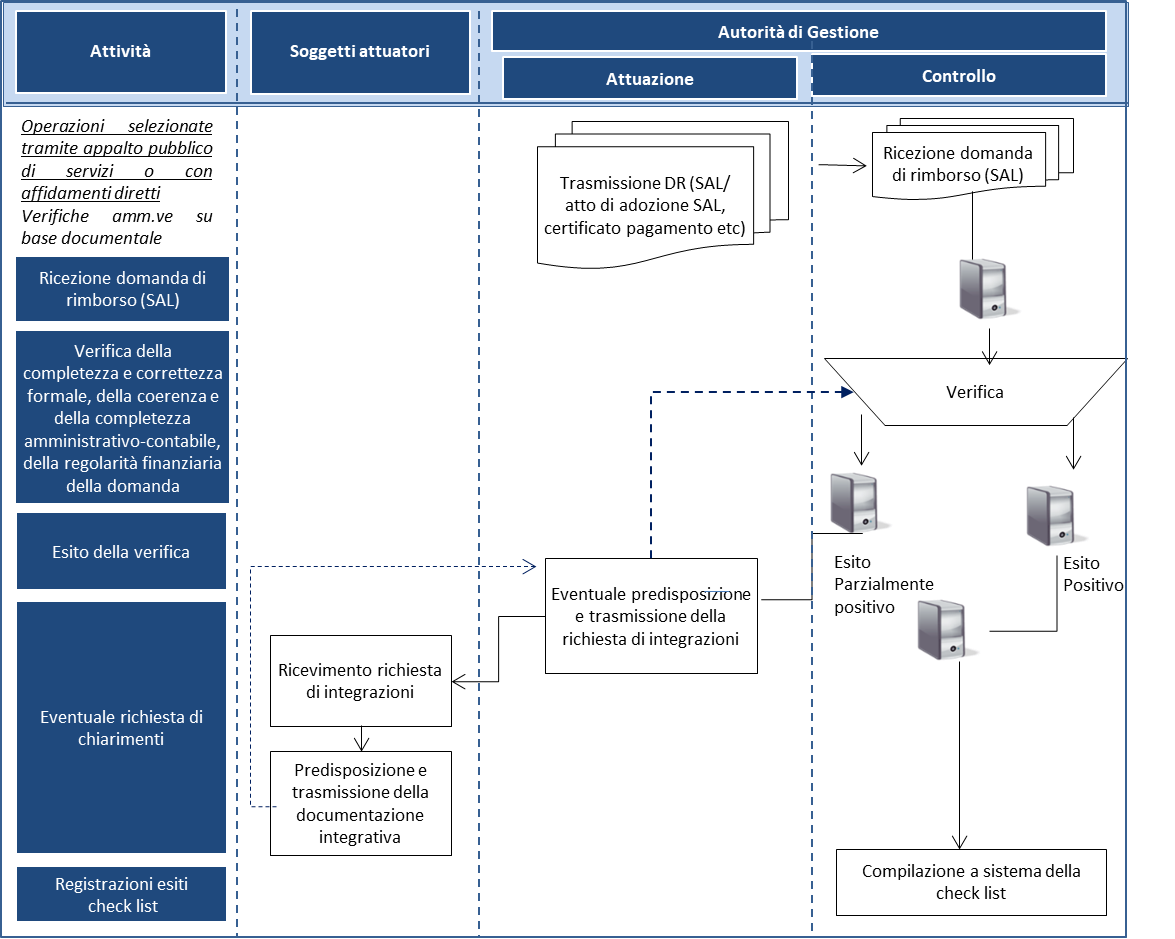 Attività
Soggetti attuatori
Autorità di Gestione
Attuazione
Controllo
Operazioni selezionate
tramite appalto pubblico
di servizi o con
affidamenti diretti
Verifiche amm.ve su
base documentale
Trasmissione DR (SAL/
atto di adozione SAL,
certificato pagamento etc)
Ricezione domanda
di rimborso (SAL)
Ricezione domanda di
rimborso (SAL)
Verifica della
completezza e correttezza
formale, della coerenza e
della completezza
amministrativo-contabile,
della regolarità finanziaria
della domanda
Verifica
Esito della verifica
Esito
Parzialmente
positivo
Esito
Positivo
Eventuale predisposizione
e trasmissione della
richiesta di integrazioni
Ricevimento richiesta
di integrazioni
Eventuale richiesta di
chiarimenti
Predisposizione e
trasmissione della
documentazione
integrativa
Registrazioni esiti
check list
Compilazione a sistema della
check list